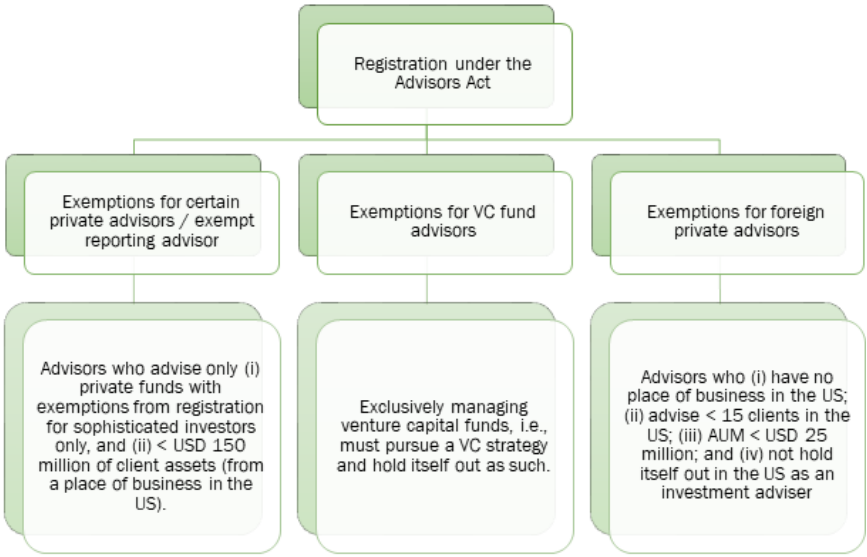 Registration under the
Advisors Act
Exemptions for certain
private advisors / exempt
reporting advisor
Exemptions for VC fund
advisors
Exemptions for foreign
private advisors
Advisors who advise only (i)
private funds with
exemptions from registration
for sophisticated investors
only, and (ii) < USD 150
million of client assets (from
a place of business in the
US).
Exclusively managing
venture capital funds, i.e.,
must pursue a VC strategy
and hold itself out as such.
Advisors who (i) have no
place of business in the US;
(ii) advise < 15 clients in the
US; (iii) AUM < USD 25
million; and (iv) not hold
itself out in the US as an
investment adviser